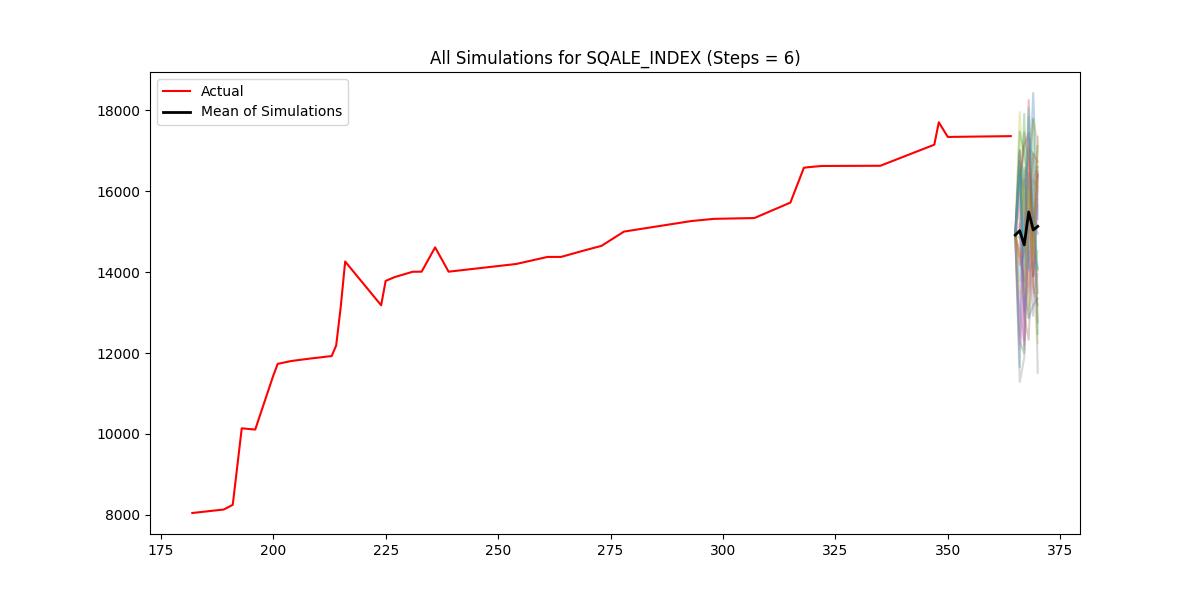 All Simulations for SQALE_INDEX (Steps = 6)
Actual
Mean of Simulations
18000
16000
14000
12000
10000
8000
175 200 225 250 275 300 325 350 375